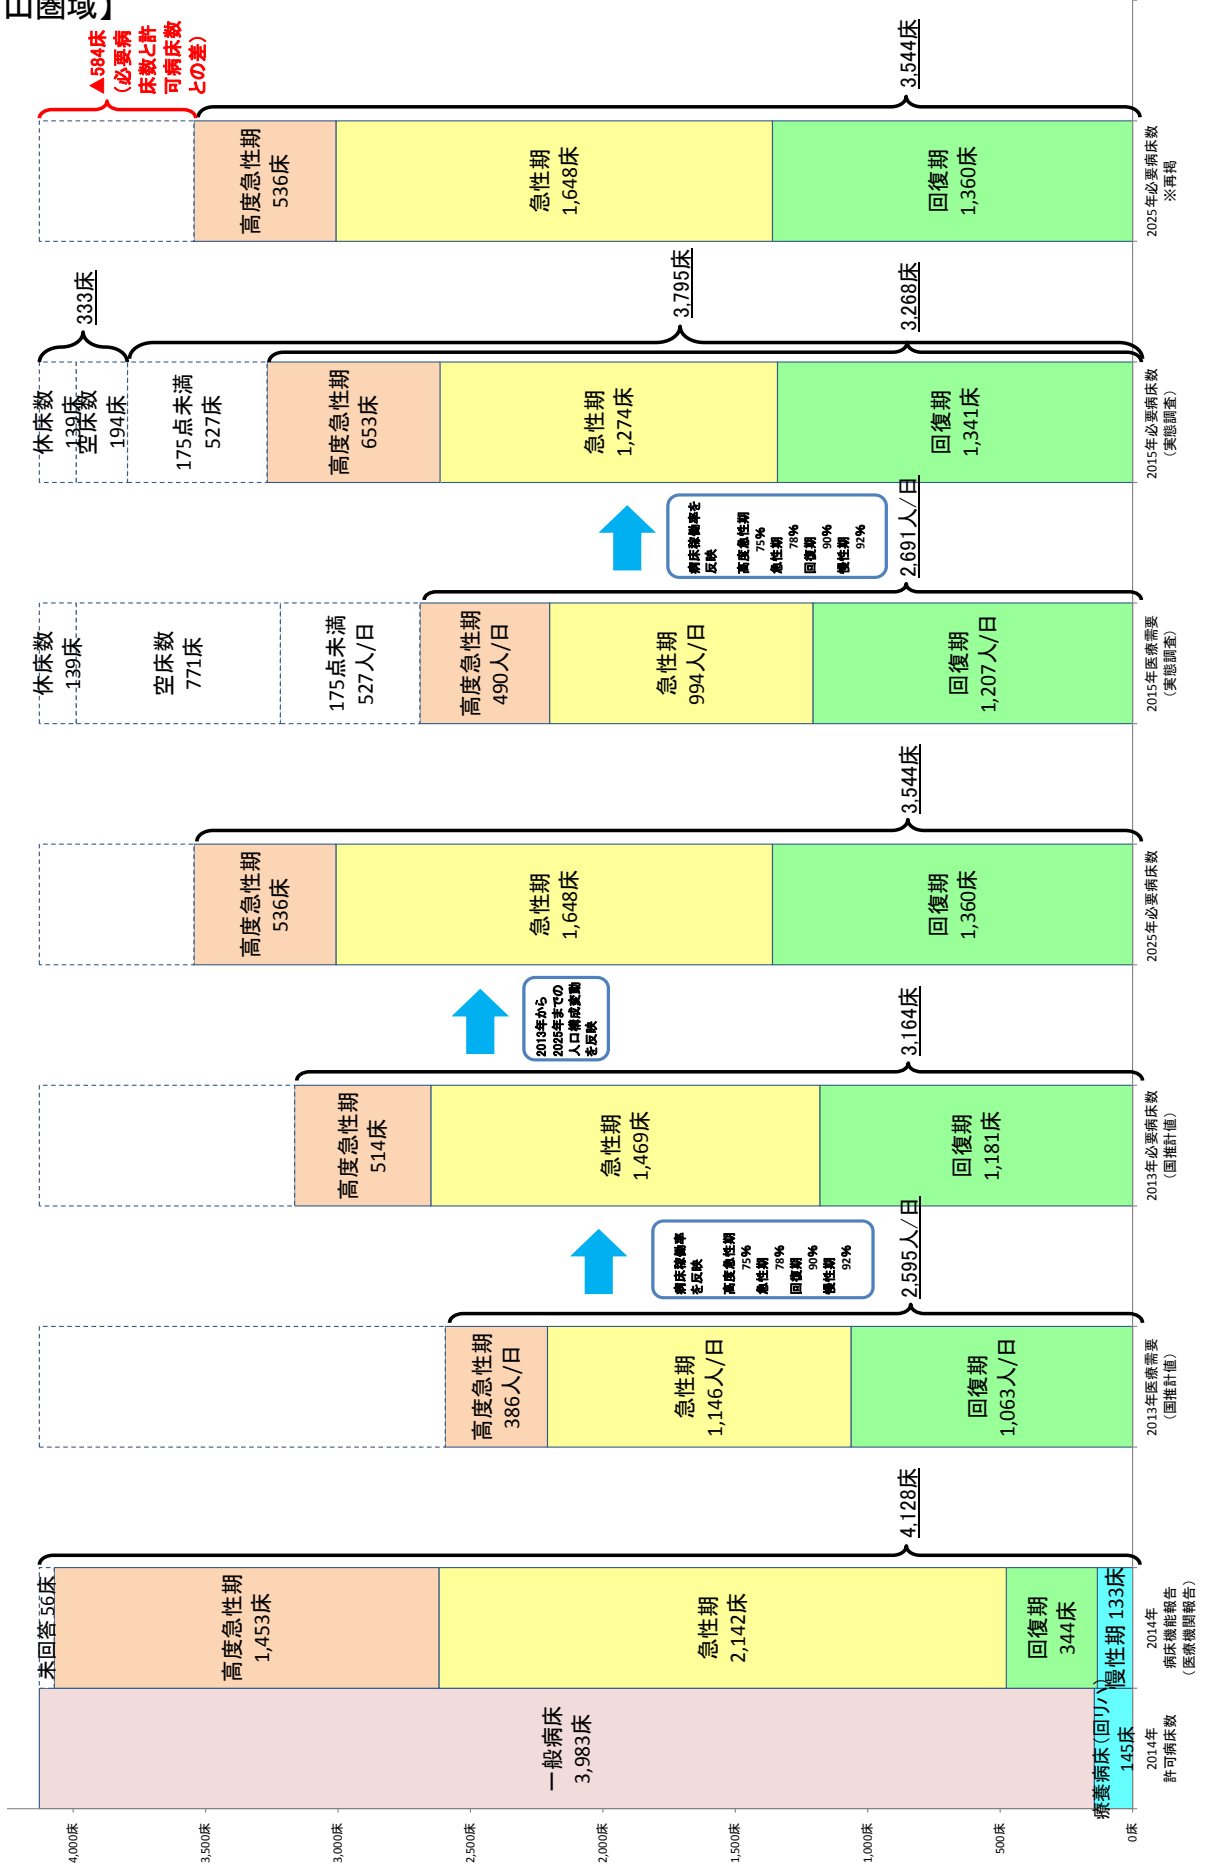 山圏域】
4,000床
3,500床
3,000床
2,500床
2,000床
1,500床
1,000床
500床
0床
一般病床
3,983床
療養病床(回リハ)
145床
2014年
許可病床数
未回答 56床
高度急性期
1,453床
急性期
2,142床
回復期
344床
慢性期 133床
2014年
病床機能報告
(医療機関報告)
4,128床
高度急性期
386人/日
急性期
1,146人/日
回復期
1,063人/日
2013年医療需要
(国推計値)
2,595人/日
病床稼働率
を反映
高度急性期
75%
急性期
78%
回復期
90%
慢性期
92%
高度急性期
514床
急性期
1,469床
回復期
1,181床
2013年必要病床数
(国推計値)
3,164床
2013年から
2025年までの
人口構成変動
を反映
高度急性期
536床
急性期
1,648床
回復期
1,360床
2025年必要病床数
3,544床
休床数
139床
空床数
771床
175点未満
527人/日
高度急性期
490人/日
急性期
994人/日
回復期
1,207人/日
2015年医療需要
(実態調査)
2,691人/日
病床稼働率を
反映
高度急性期
75%
急性期
78%
回復期
90%
慢性期
92%
休床数
139床
空床数
194床
175点未満
527床
高度急性期
653床
急性期
1,274床
回復期
1,341床
2015年必要病床数
(実態調査)
333床
3,795床
3,268床
高度急性期
536床
急性期
1,648床
回復期
1,360床
2025年必要病床数
※再掲
3,544床
▲584床
(必要病
床数と許
可病床数
との差)